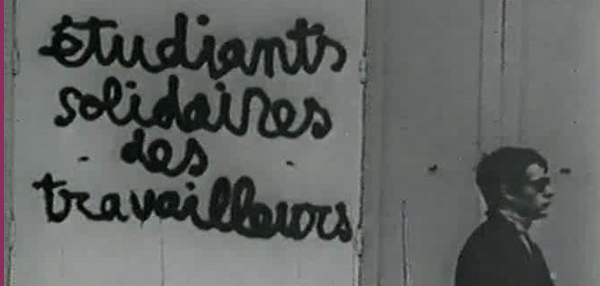 étudiants
solidaires
des
travailleurs